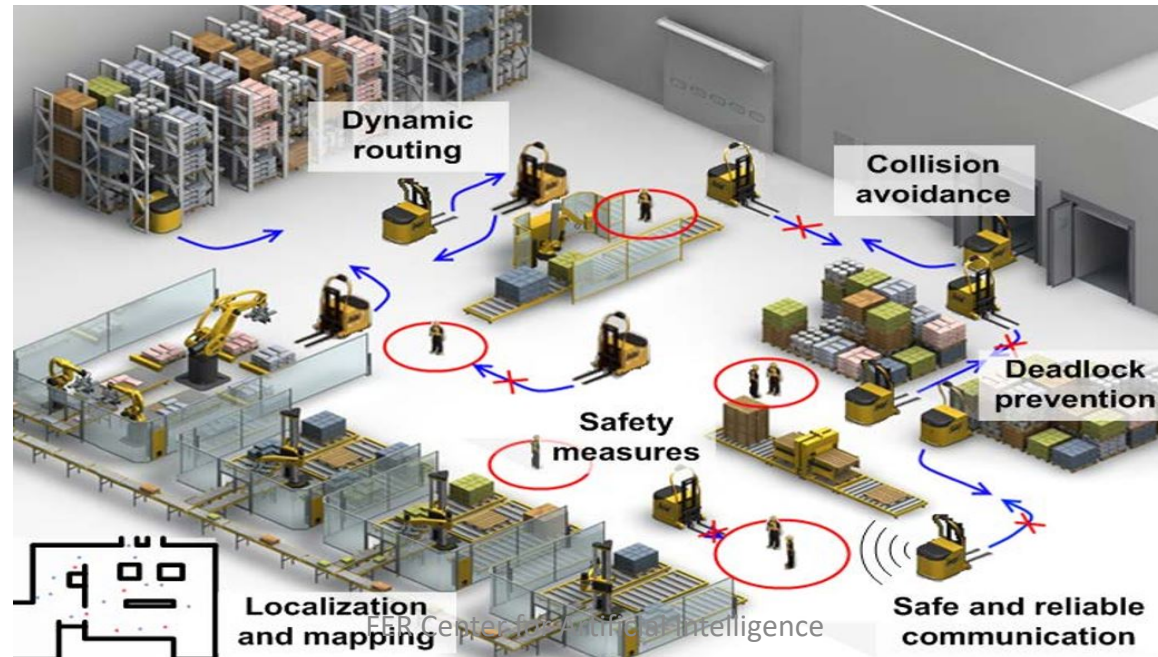 Dynamic
routing
Collision
avoidance
Deadlock
prevention
Safety
measures
Localization
and mapping
Safe and reliable
communication
FER Center for Artificial Intelligence